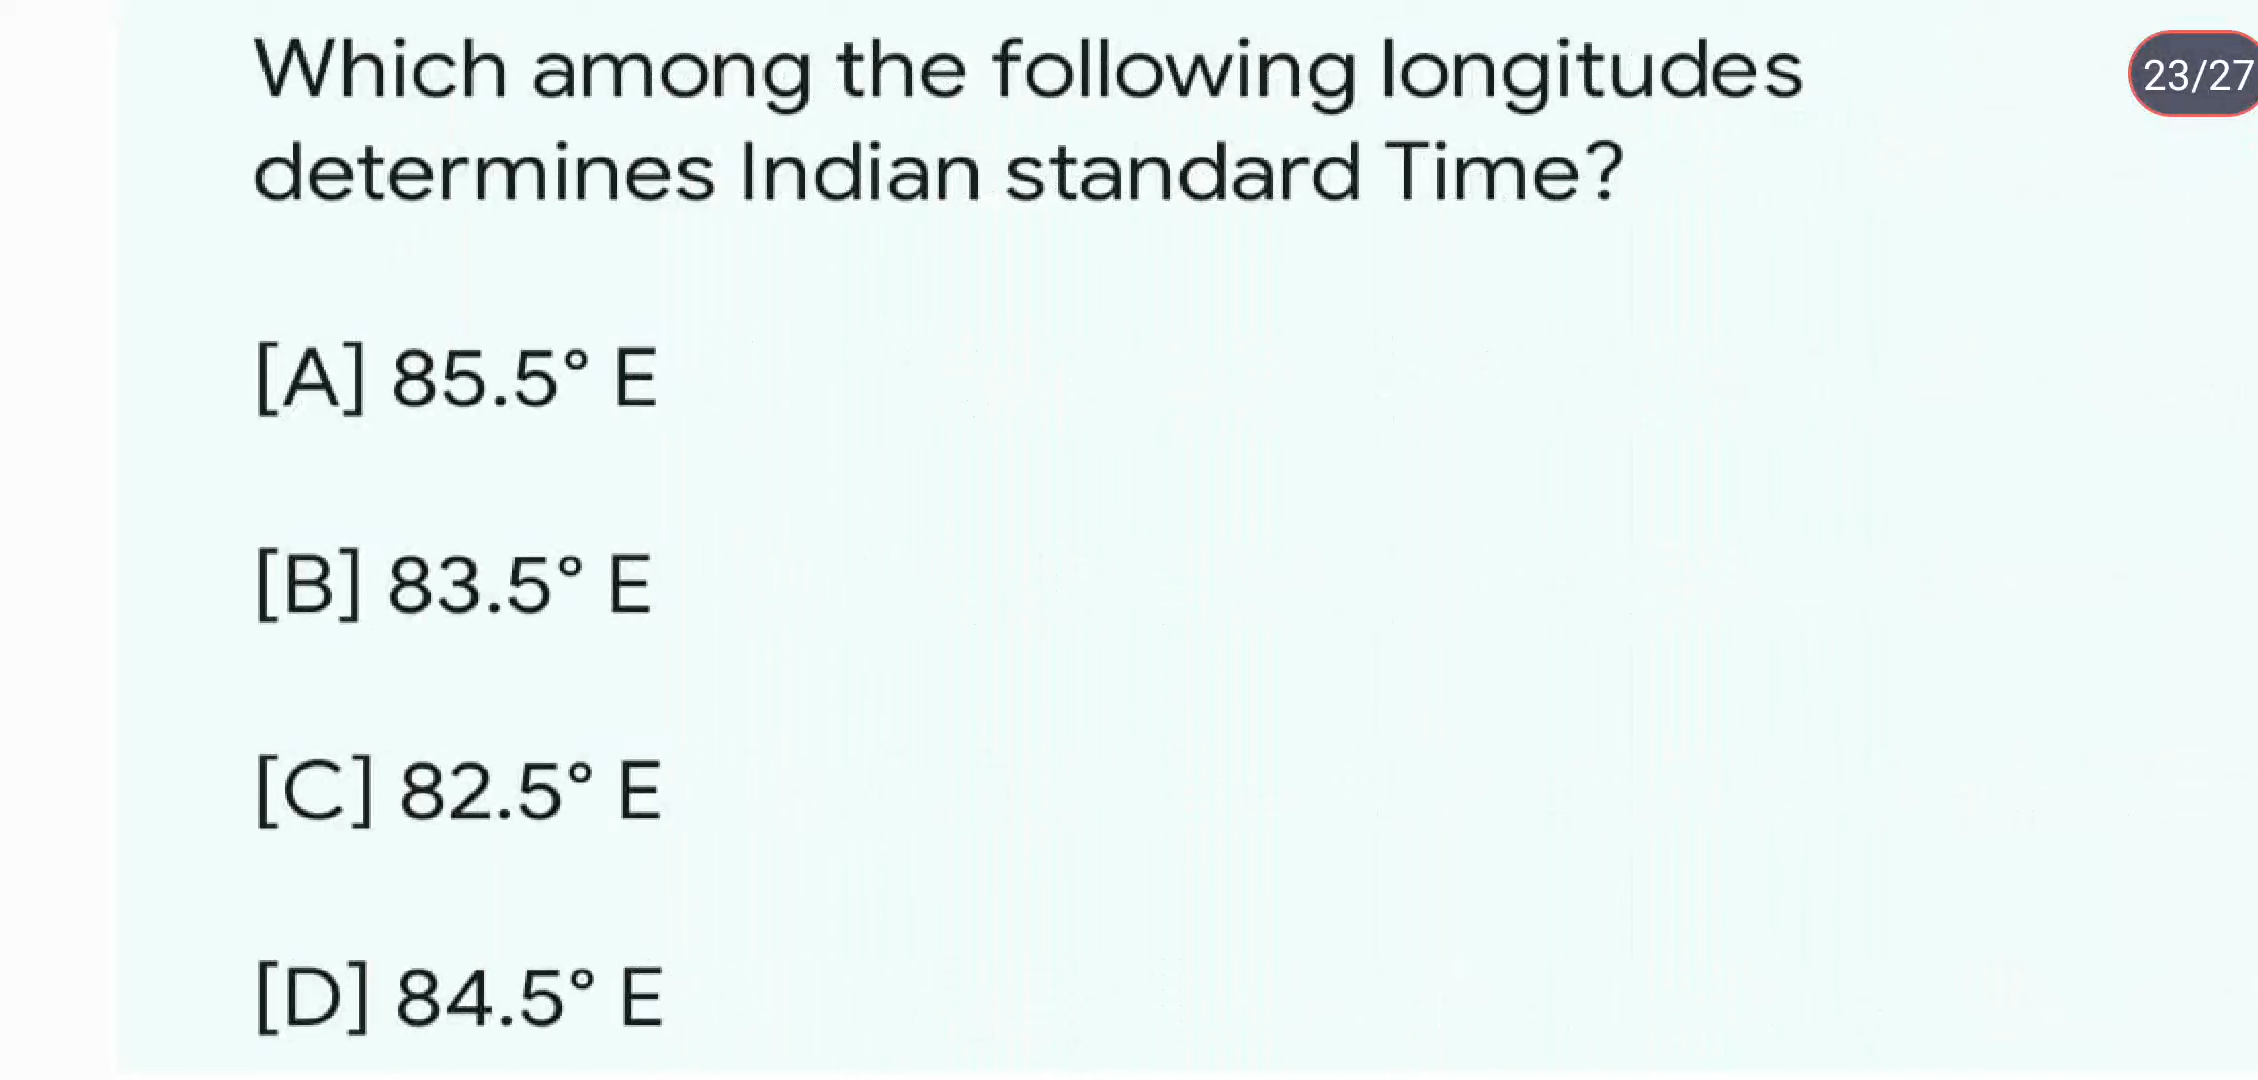 Which among the following longitudes
23/27
determines Indian standard Time?
[A] 85.5° E
[B] 83.5° E
[C] 82.5° E
[D] 84.5° E